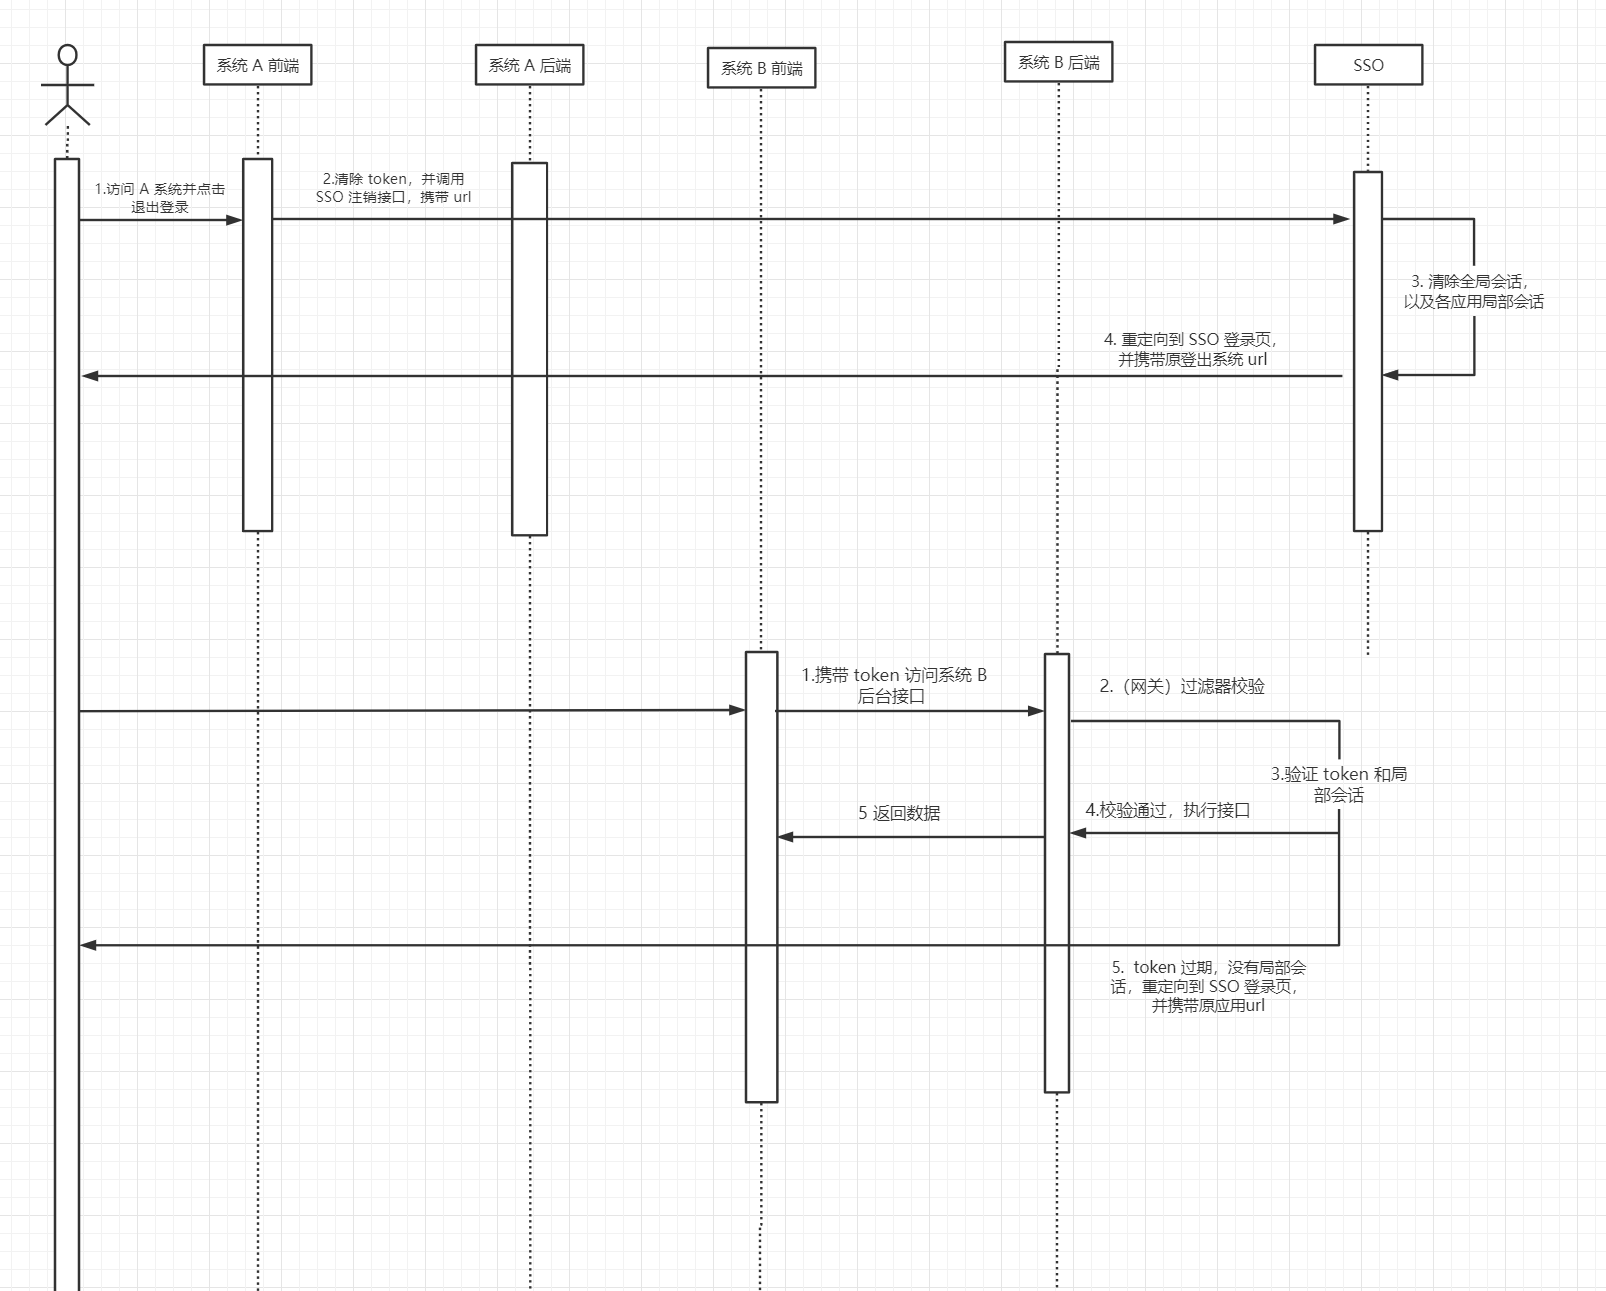 系统 A 前端
系统 A 后端
系统 B 前端
系统 B 后端
SSO
1.访问 A 系统并点击
退出登录
2.清除 token，并调用
SSO 注销接口，携带 url
3. 清除全局会话，
以及各应用局部会话
4. 重定向到 SSO 登录页，
并携带原登出系统 url
1.携带 token 访问系统 B
后台接口
2.（网关）过滤器校验
3.验证 token 和局
部会话
4.校验通过，执行接口
5 返回数据
5. token 过期，没有局部会
话，重定向到 SSO 登录页，
并携带原应用url